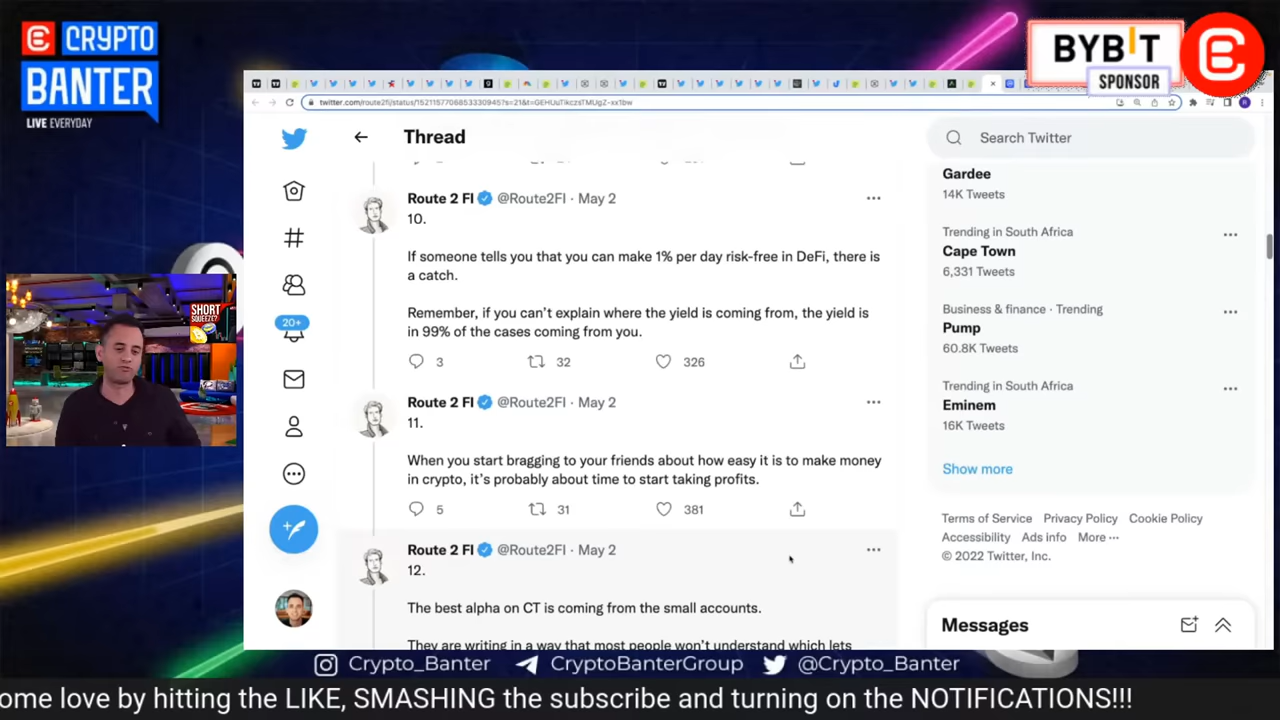 CRYPTO
BANTER
LIVE EVERYDAY
BYBIT
SPONSOR
twitter.com/route2fi/status/1521157706853330945?s=21&t=GEHUuTikczsTMUgZ-xx1bw
Thread
Search Twitter
Route 2 FI @Route2FI · May 2
10.
If someone tells you that you can make 1% per day risk-free in DeFi, there is
a catch.
Remember, if you can't explain where the yield is coming from, the yield is
in 99% of the cases coming from you.
3 32 326
Route 2 FI @Route2FI · May 2
11.
When you start bragging to your friends about how easy it is to make money
in crypto, it's probably about time to start taking profits.
5 31 381
Route 2 FI @Route2FI · May 2
12.
The best alpha on CT is coming from the small accounts.
They are writing in a way that most people won't understand which lets
20+
Gardee
14K Tweets
Trending in South Africa
Cape Town
6,331 Tweets
Business & finance · Trending
Pump
60.8K Tweets
Trending in South Africa
Eminem
16K Tweets
Show more
Terms of Service Privacy Policy Cookie Policy
Accessibility Ads info More ···
© 2022 Twitter, Inc.
Messages
SHORT
SQUEEZE?
Crypto_Banter CryptoBanterGroup @Crypto_Banter
ome love by hitting the LIKE, SMASHING the subscribe and turning on the NOTIFICATIONS!!!